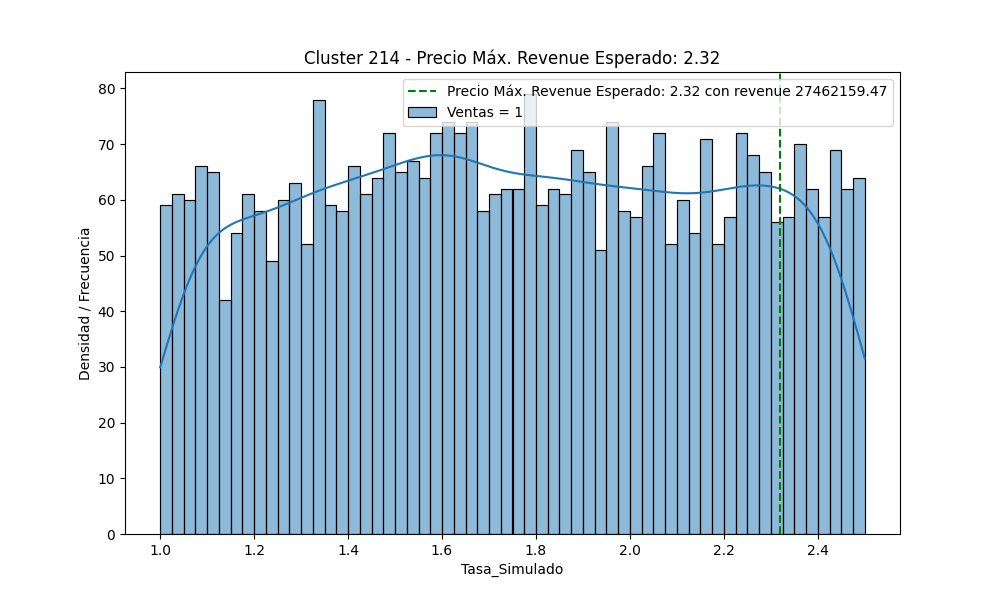 Cluster 214 - Precio Máx. Revenue Esperado: 2.32
Precio Máx. Revenue Esperado: 2.32 con revenue 27462159.47
Ventas = 1
Densidad / Frecuencia
80
70
60
50
40
30
20
10
0
1.0 1.2 1.4 1.6 1.8 2.0 2.2 2.4
Tasa_Simulado